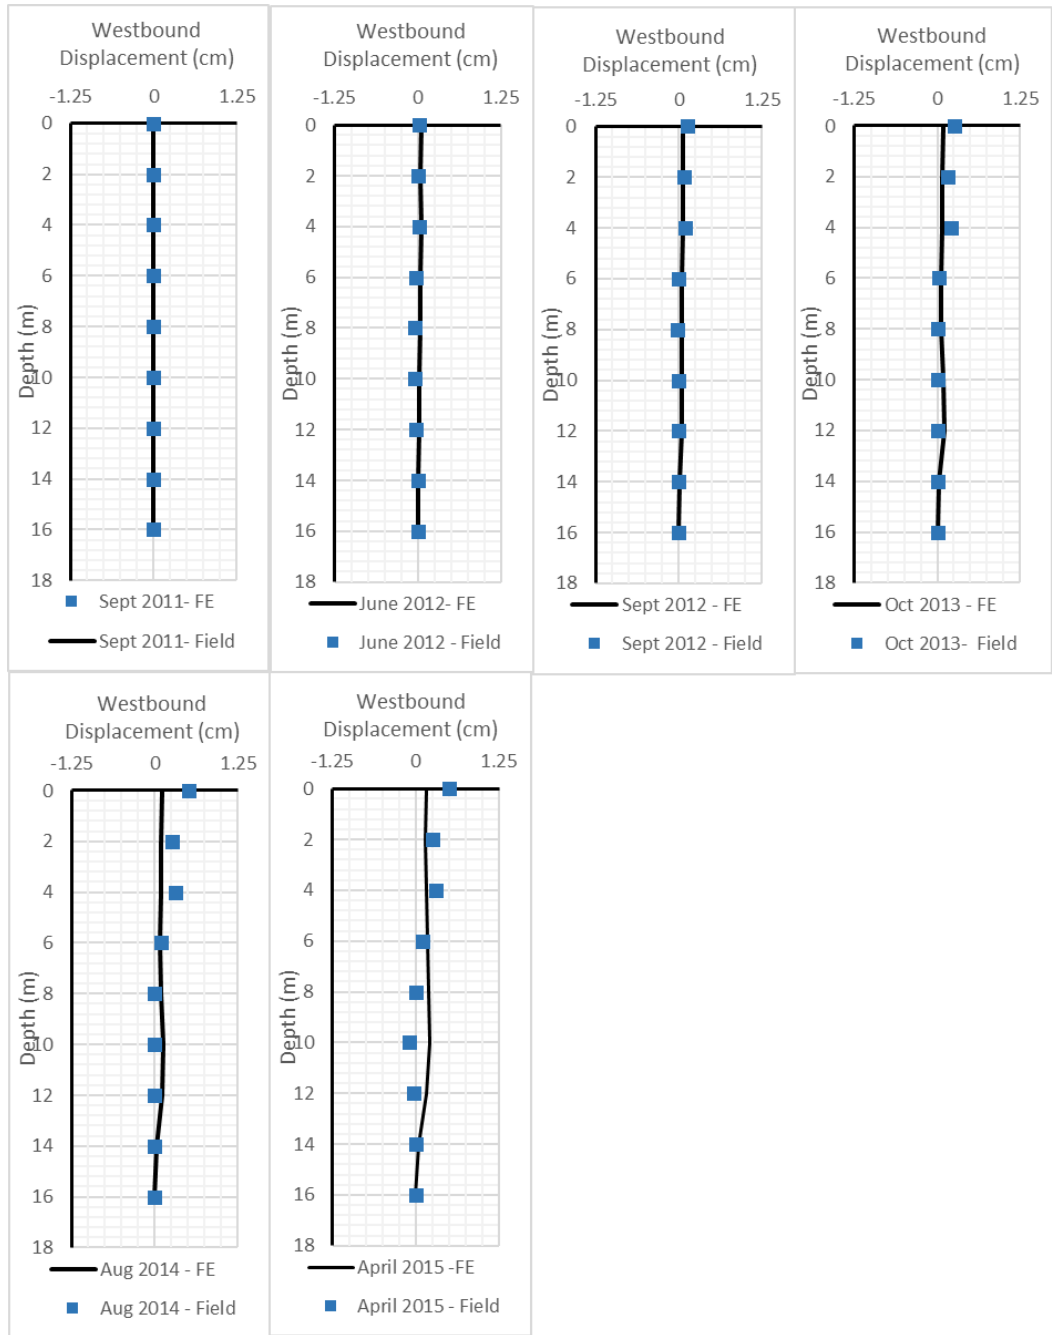 Westbound
Displacement (cm)
-1.25 0 1.25
0
2
4
6
8
10
12
14
16
18
Depth (m)
Sept 2011- FE
Sept 2011- Field
Westbound
Displacement (cm)
-1.25 0 1.25
0
2
4
6
8
10
12
14
16
18
Depth (m)
June 2012 - FE
June 2012 - Field
Westbound
Displacement (cm)
-1.25 0 1.25
0
2
4
6
8
10
12
14
16
18
Depth (m)
Sept 2012 - FE
Sept 2012 - Field
Westbound
Displacement (cm)
-1.25 0 1.25
0
2
4
6
8
10
12
14
16
18
Depth (m)
Oct 2013 - FE
Oct 2013- Field
Westbound
Displacement (cm)
-1.25 0 1.25
0
2
4
6
8
10
12
14
16
18
Depth (m)
Aug 2014 - FE
Aug 2014 - Field
Westbound
Displacement (cm)
-1.25 0 1.25
0
2
4
6
8
10
12
14
16
18
Depth (m)
April 2015 -FE
April 2015 - Field